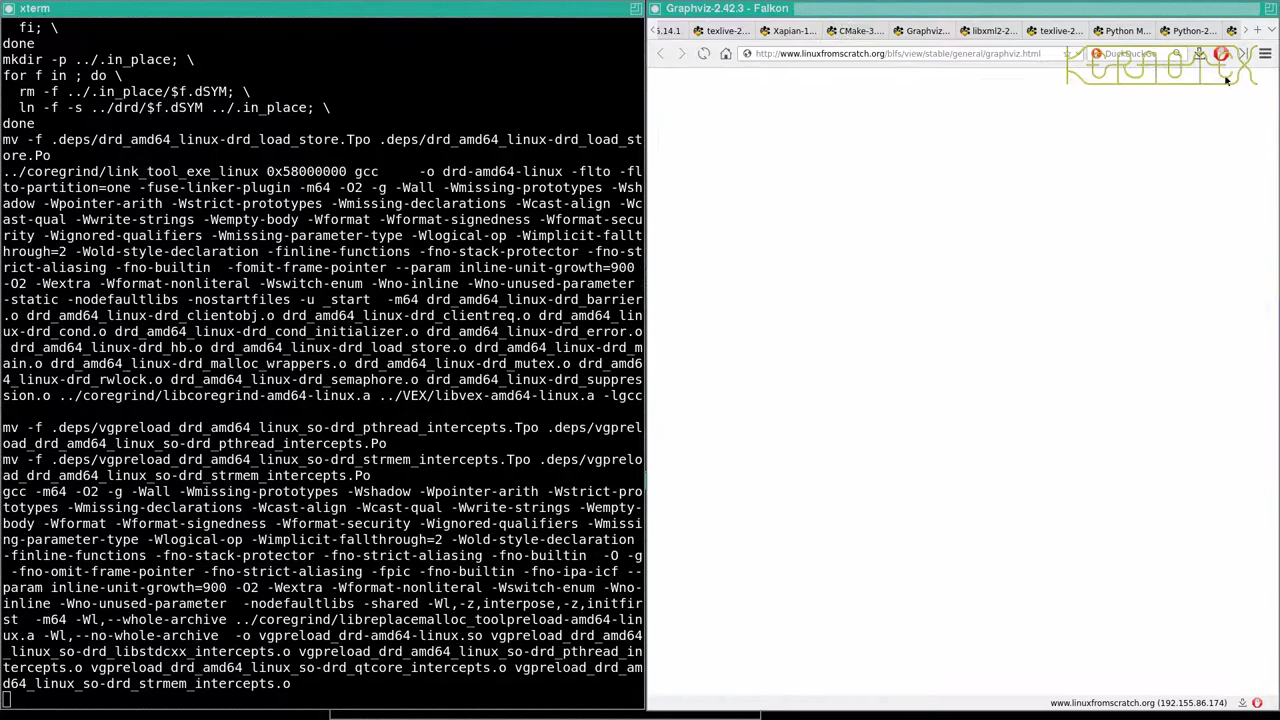 xterm
  fi; \
done
mkdir -p ../.in_place; \
for f in ; do \
  rm -f ../.in_place/$f.dSYM; \
  ln -f -s ../drd/$f.dSYM ../.in_place; \
done
mv -f .deps/drd_amd64_linux-drd_load_store.Tpo .deps/drd_amd64_linux-drd_load_st
ore.Po
../coregrind/link_tool_exe_linux 0x58000000 gcc     -o drd-amd64-linux -flto -fl
to-partition=one -fuse-linker-plugin -m64 -O2 -g -Wall -Wmissing-prototypes -Wsh
adow -Wpointer-arith -Wstrict-prototypes -Wmissing-declarations -Wcast-align -Wc
ast-qual -Wwrite-strings -Wempty-body -Wformat -Wformat-signedness -Wformat-secu
rity -Wignored-qualifiers -Wmissing-parameter-type -Wlogical-op -Wimplicit-fallt
hrough=2 -Wold-style-declaration -finline-functions -fno-stack-protector -fno-st
rict-aliasing -fno-builtin  -fomit-frame-pointer --param inline-unit-growth=900
-O2 -Wextra -Wformat-nonliteral -Wswitch-enum -Wno-inline -Wno-unused-parameter
-static -nodefaultlibs -nostartfiles -u _start  -m64 drd_amd64_linux-drd_barrier
.o drd_amd64_linux-drd_clientobj.o drd_amd64_linux-drd_clientreq.o drd_amd64_lin
ux-drd_cond.o drd_amd64_linux-drd_cond_initializer.o drd_amd64_linux-drd_error.o
 drd_amd64_linux-drd_hb.o drd_amd64_linux-drd_load_store.o drd_amd64_linux-drd_m
ain.o drd_amd64_linux-drd_malloc_wrappers.o drd_amd64_linux-drd_mutex.o drd_amd6
4_linux-drd_rwlock.o drd_amd64_linux-drd_semaphore.o drd_amd64_linux-drd_suppres
sion.o ../coregrind/libcoregrind-amd64-linux.a ../VEX/libvex-amd64-linux.a -lgcc
mv -f .deps/vgpreload_drd_amd64_linux_so-drd_pthread_intercepts.Tpo .deps/vgprel
oad_drd_amd64_linux_so-drd_pthread_intercepts.Po
mv -f .deps/vgpreload_drd_amd64_linux_so-drd_strmem_intercepts.Tpo .deps/vgprelo
ad_drd_amd64_linux_so-drd_strmem_intercepts.Po
gcc -m64 -O2 -g -Wall -Wmissing-prototypes -Wshadow -Wpointer-arith -Wstrict-pro
totypes -Wmissing-declarations -Wcast-align -Wcast-qual -Wwrite-strings -Wempty-
body -Wformat -Wformat-signedness -Wformat-security -Wignored-qualifiers -Wmissi
ng-parameter-type -Wlogical-op -Wimplicit-fallthrough=2 -Wold-style-declaration
-finline-functions -fno-stack-protector -fno-strict-aliasing -fno-builtin  -O -g
 -fno-omit-frame-pointer -fno-strict-aliasing -fpic -fno-builtin -fno-ipa-icf --
param inline-unit-growth=900 -O2 -Wextra -Wformat-nonliteral -Wswitch-enum -Wno-
inline -Wno-unused-parameter  -nodefaultlibs -shared -Wl,-z,interpose,-z,initfir
st  -m64 -Wl,--whole-archive ../coregrind/libreplacemalloc_toolpreload-amd64-lin
ux.a -Wl,--no-whole-archive  -o vgpreload_drd-amd64-linux.so vgpreload_drd_amd64
_linux_so-drd_libstdcxx_intercepts.o vgpreload_drd_amd64_linux_so-drd_pthread_in
tercepts.o vgpreload_drd_amd64_linux_so-drd_qtcore_intercepts.o vgpreload_drd_am
d64_linux_so-drd_strmem_intercepts.o
Graphviz-2.42.3 - Falkon
5.14.1 texlive-2... Xapian-1... CMake-3... Graphviz... libxml2-2... texlive-2... Python M... Python-2...
http://www.linuxfromscratch.org/blfs/view/stable/general/graphviz.html DuckDuckGo
www.linuxfromscratch.org (192.155.86.174)